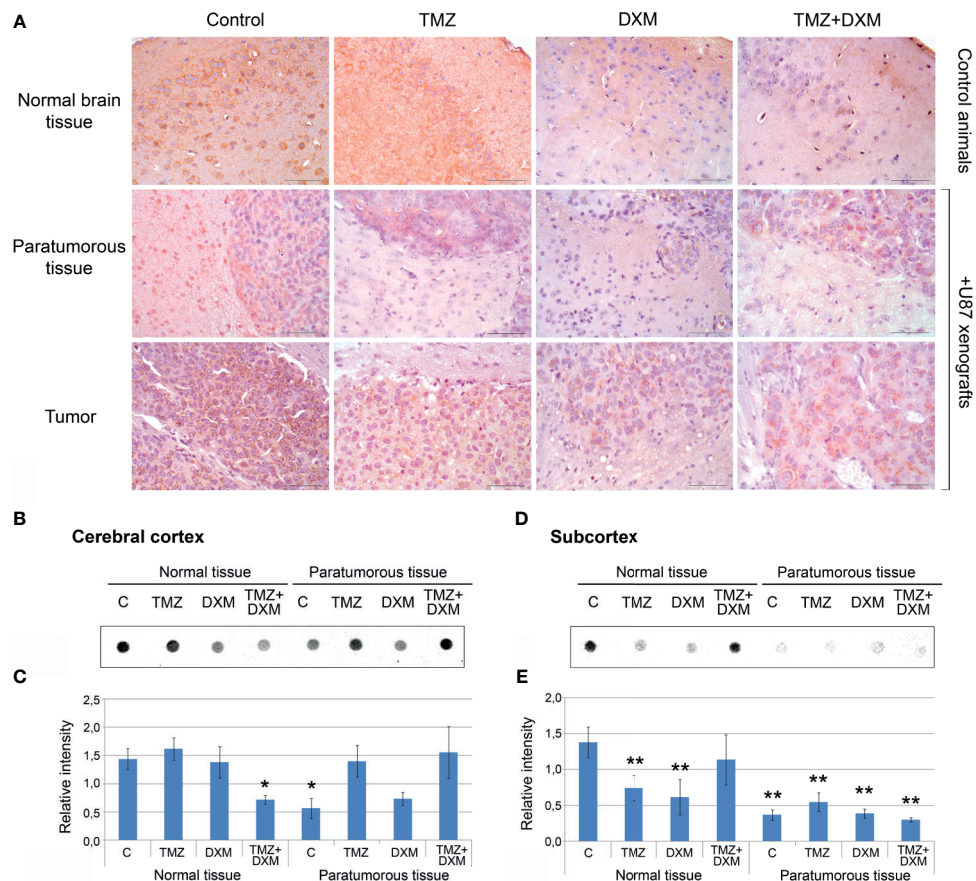 A
Control TMZ DXM TMZ+DXM
Normal brain
tissue
Control animals
Paratumorous
tissue
Tumor
+U87 xenografts
B
Cerebral cortex
Normal tissue Paratumorous tissue
C TMZ DXM TMZ+
DXM C TMZ DXM TMZ+
DXM
C
Relative intensity
2,5
2,0
1,5
1,0
0,5
0,0
* *
C TMZ DXM TMZ+
DXM C TMZ DXM TMZ+
DXM
Normal tissue Paratumorous tissue
D
Subcortex
Normal tissue Paratumorous tissue
C TMZ DXM TMZ+
DXM C TMZ DXM TMZ+
DXM
E
Relative intensity
2,0
1,5
1,0
0,5
0,0
** ** ** ** ** **
C TMZ DXM TMZ+
DXM C TMZ DXM TMZ+
DXM
Normal tissue Paratumorous tissue